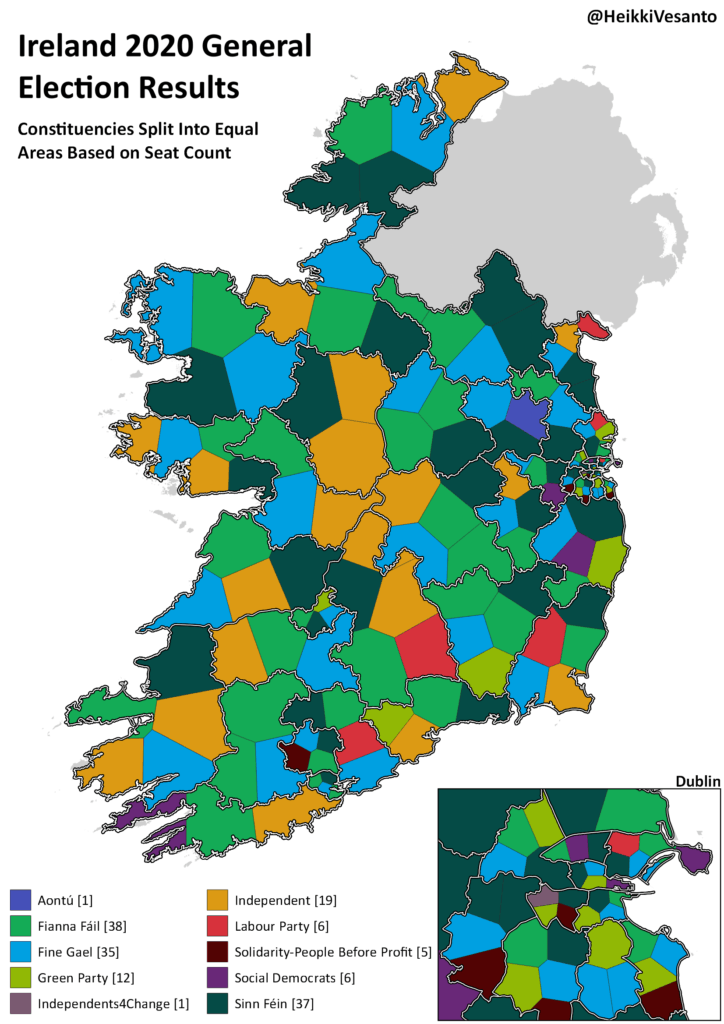 @HeikkiVesanto
Ireland 2020 General
Election Results
Constituencies Split Into Equal
Areas Based on Seat Count
Dublin
Aontú [1]
Fianna Fáil [38]
Fine Gael [35]
Green Party [12]
Independents4Change [1]
Independent [19]
Labour Party [6]
Solidarity-People Before Profit [5]
Social Democrats [6]
Sinn Féin [37]